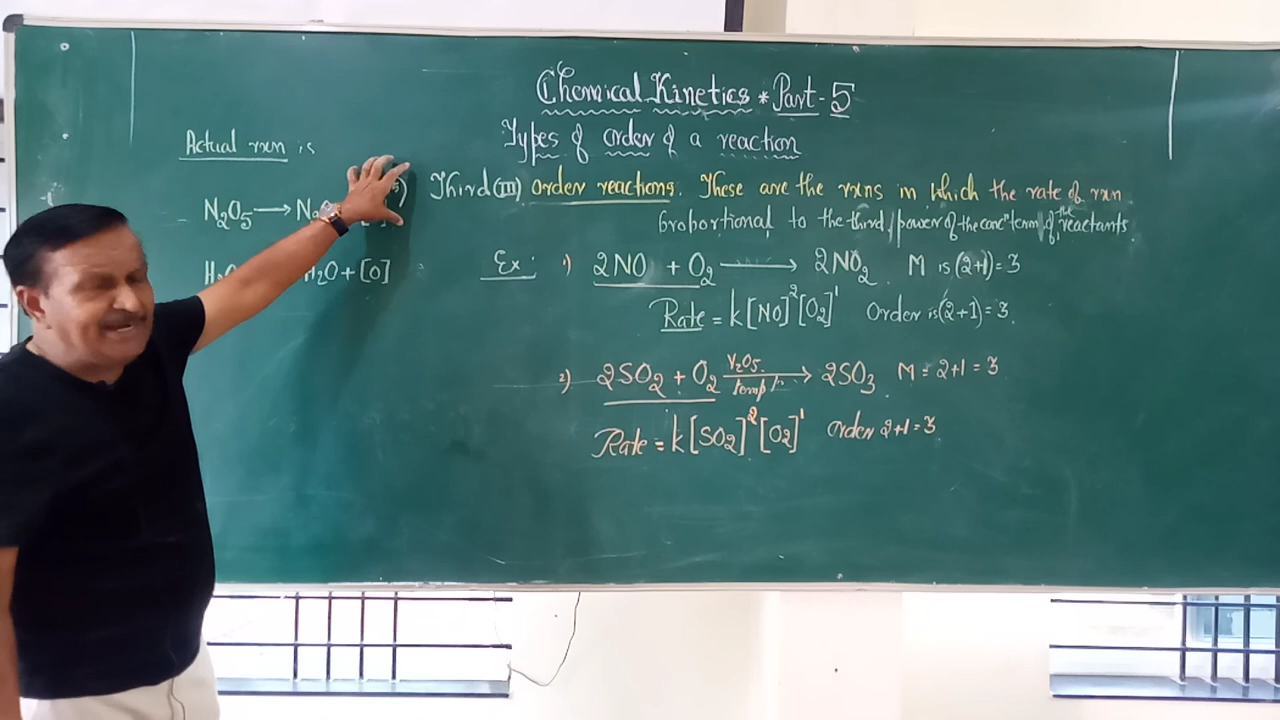 Chemical Kinetics * Part - 5
Types of order of a reaction
Actual rxn is
N₂O₅ → N₂
H₂O + [O]
Third (III) order reactions. These are the rxns in which the rate of rxn
proportional to the third power of the concⁿ term of the reactants.
Ex: 1) 2NO + O₂ → 2NO₂. M is (2+1) = 3
Rate = k[NO]²[O₂]¹ Order is (2+1) = 3.
2) 2SO₂ + O₂ V₂O₅ temp → 2SO₃. M = 2+1 = 3
Rate = k[SO₂]²[O₂]¹ Order 2+1 = 3